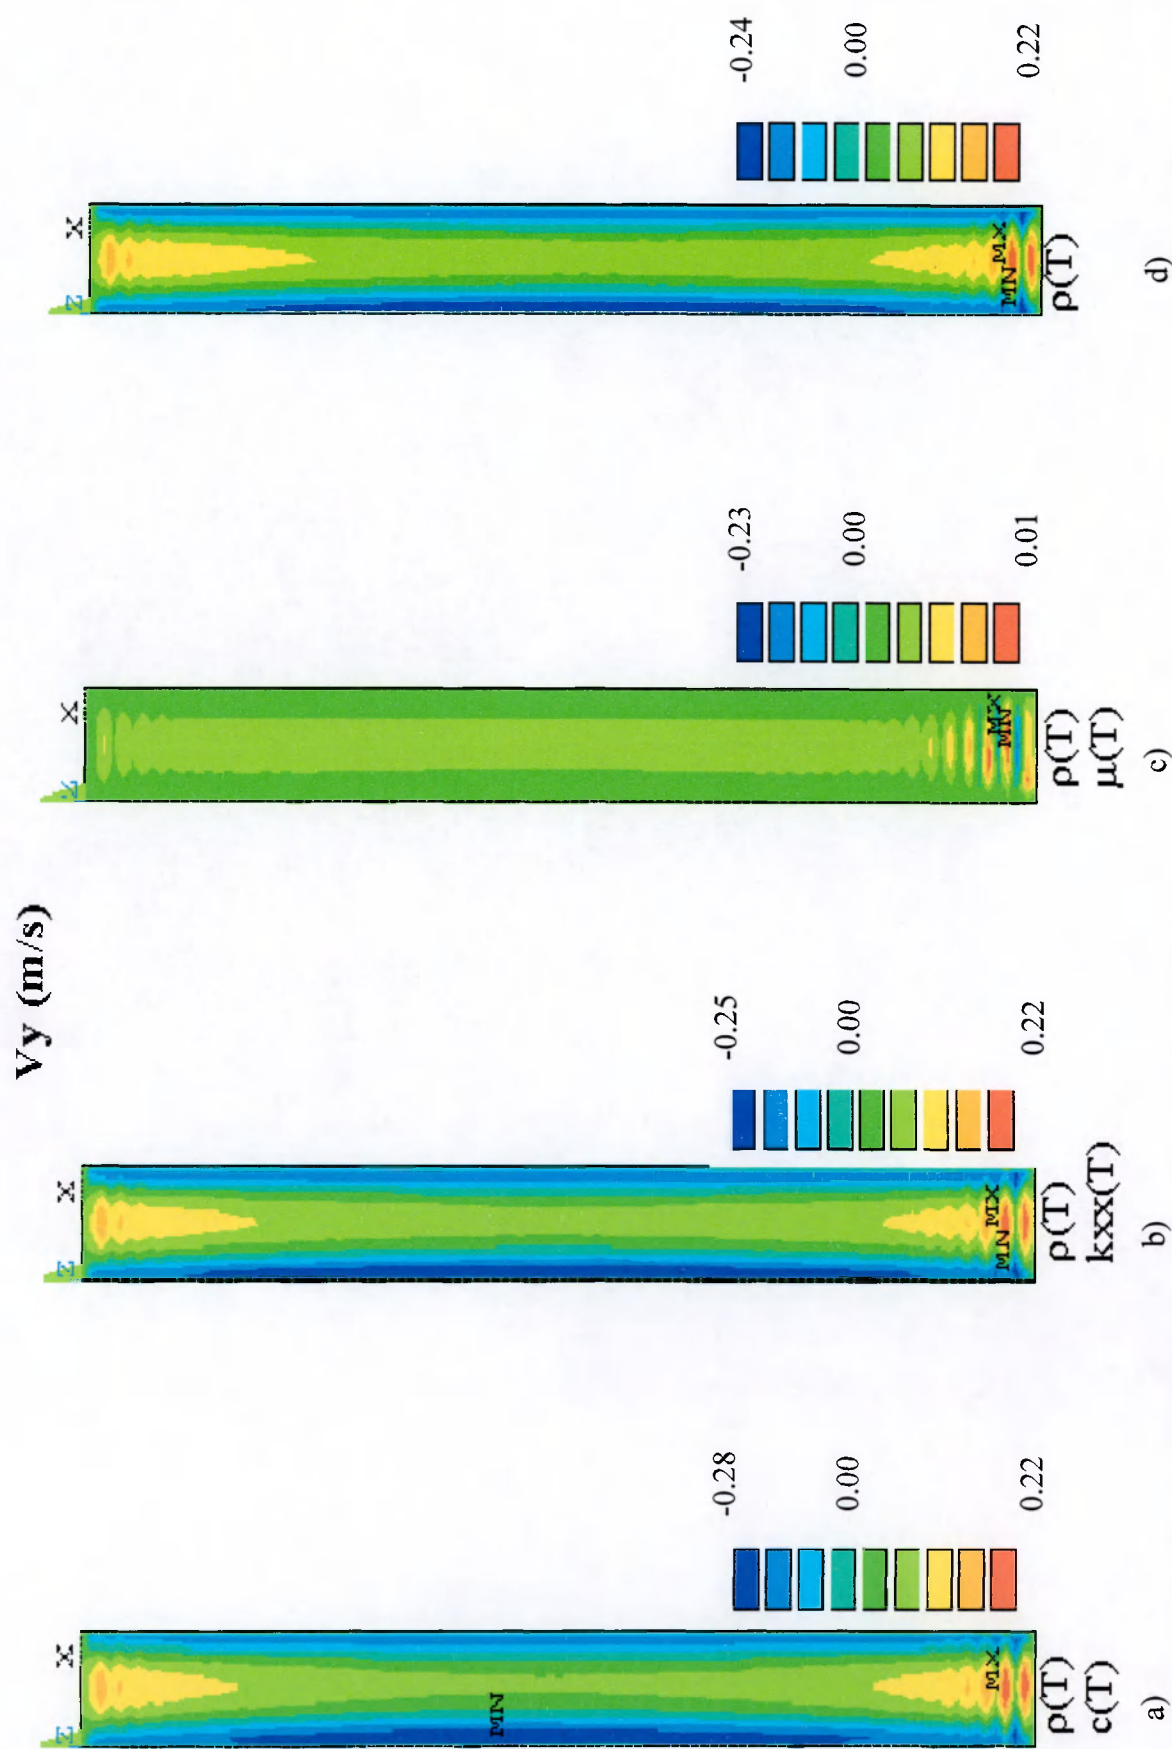 Vy (m/s)
Z X
-0.28
0.00
0.22
MN
MX
ρ(T)
c(T)
a)
Z X
-0.25
0.00
0.22
MN MX
ρ(T)
kxx(T)
b)
X
-0.23
0.00
0.01
MX
MN
ρ(T)
μ(T)
c)
Z X
-0.24
0.00
0.22
MN MX
ρ(T)
d)